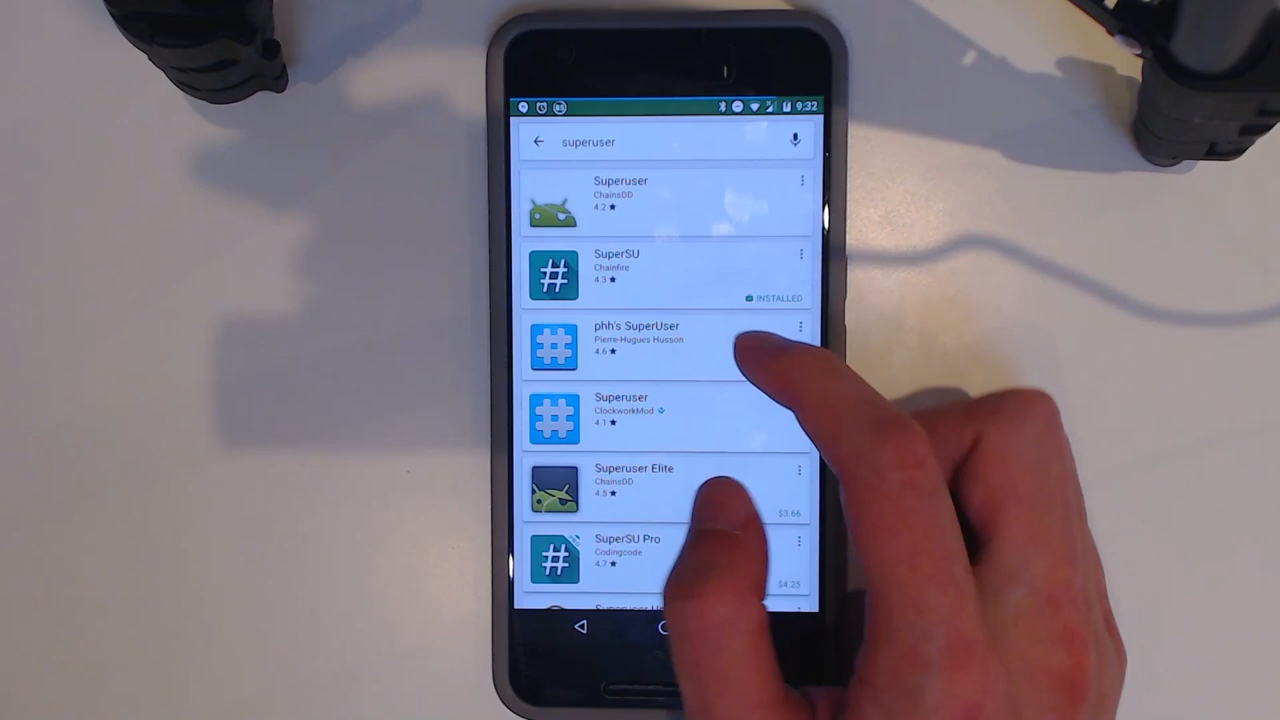 9:32
superuser
Superuser
ChainsDD
4.2 ★
SuperSU
Chainfire
4.3 ★
INSTALLED
phh's SuperUser
Pierre-Hugues Husson
4.6 ★
Superuser
ClockworkMod
4.1 ★
Superuser Elite
ChainsDD
4.5 ★
$3.66
SuperSU Pro
Codingcode
4.7 ★
$4.25
Superuser